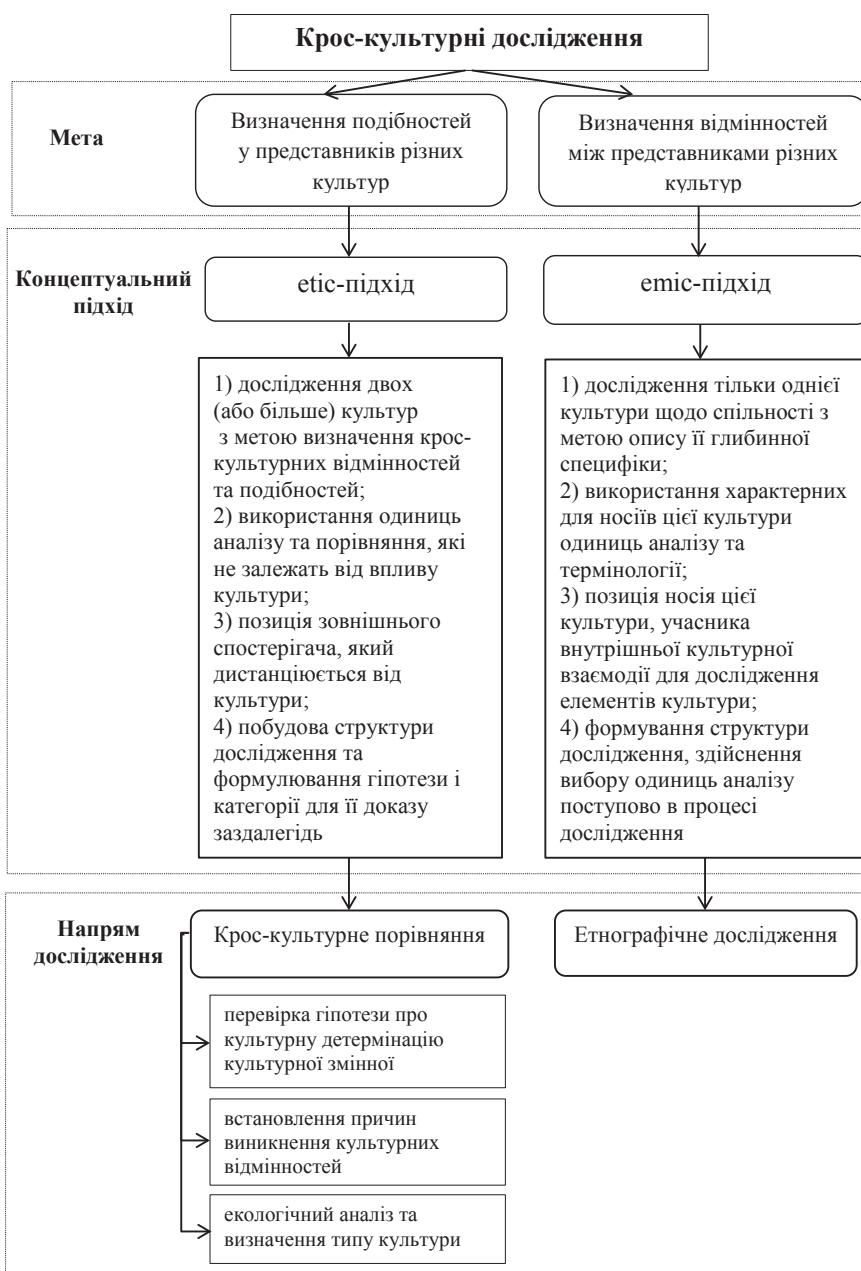 Крос-культурні дослідження
Мета
Визначення подібностей
у представників різних
культур
Визначення відмінностей
між представниками різних
культур
Концептуальний
підхід
etic-підхід
emic-підхід
1) дослідження двох
(або більше) культур
з метою визначення крос-
культурних відмінностей
та подібностей;
2) використання одиниць
аналізу та порівняння, які
не залежать від впливу
культури;
3) позиція зовнішнього
спостерігача, який
дистанціюється від
культури;
4) побудова структури
дослідження та
формулювання гіпотези і
категорії для її доказу
заздалегідь
1) дослідження тільки однієї
культури щодо спільності з
метою опису її глибинної
специфіки;
2) використання характерних
для носіїв цієї культури
одиниць аналізу та
термінології;
3) позиція носія цієї
культури, учасника
внутрішньої культурної
взаємодії для дослідження
елементів культури;
4) формування структури
дослідження, здійснення
вибору одиниць аналізу
поступово в процесі
дослідження
Напрям
дослідження
Крос-культурне порівняння
Етнографічне дослідження
перевірка гіпотези про
культурну детермінацію
культурної змінної
встановлення причин
виникнення культурних
відмінностей
екологічний аналіз та
визначення типу культури